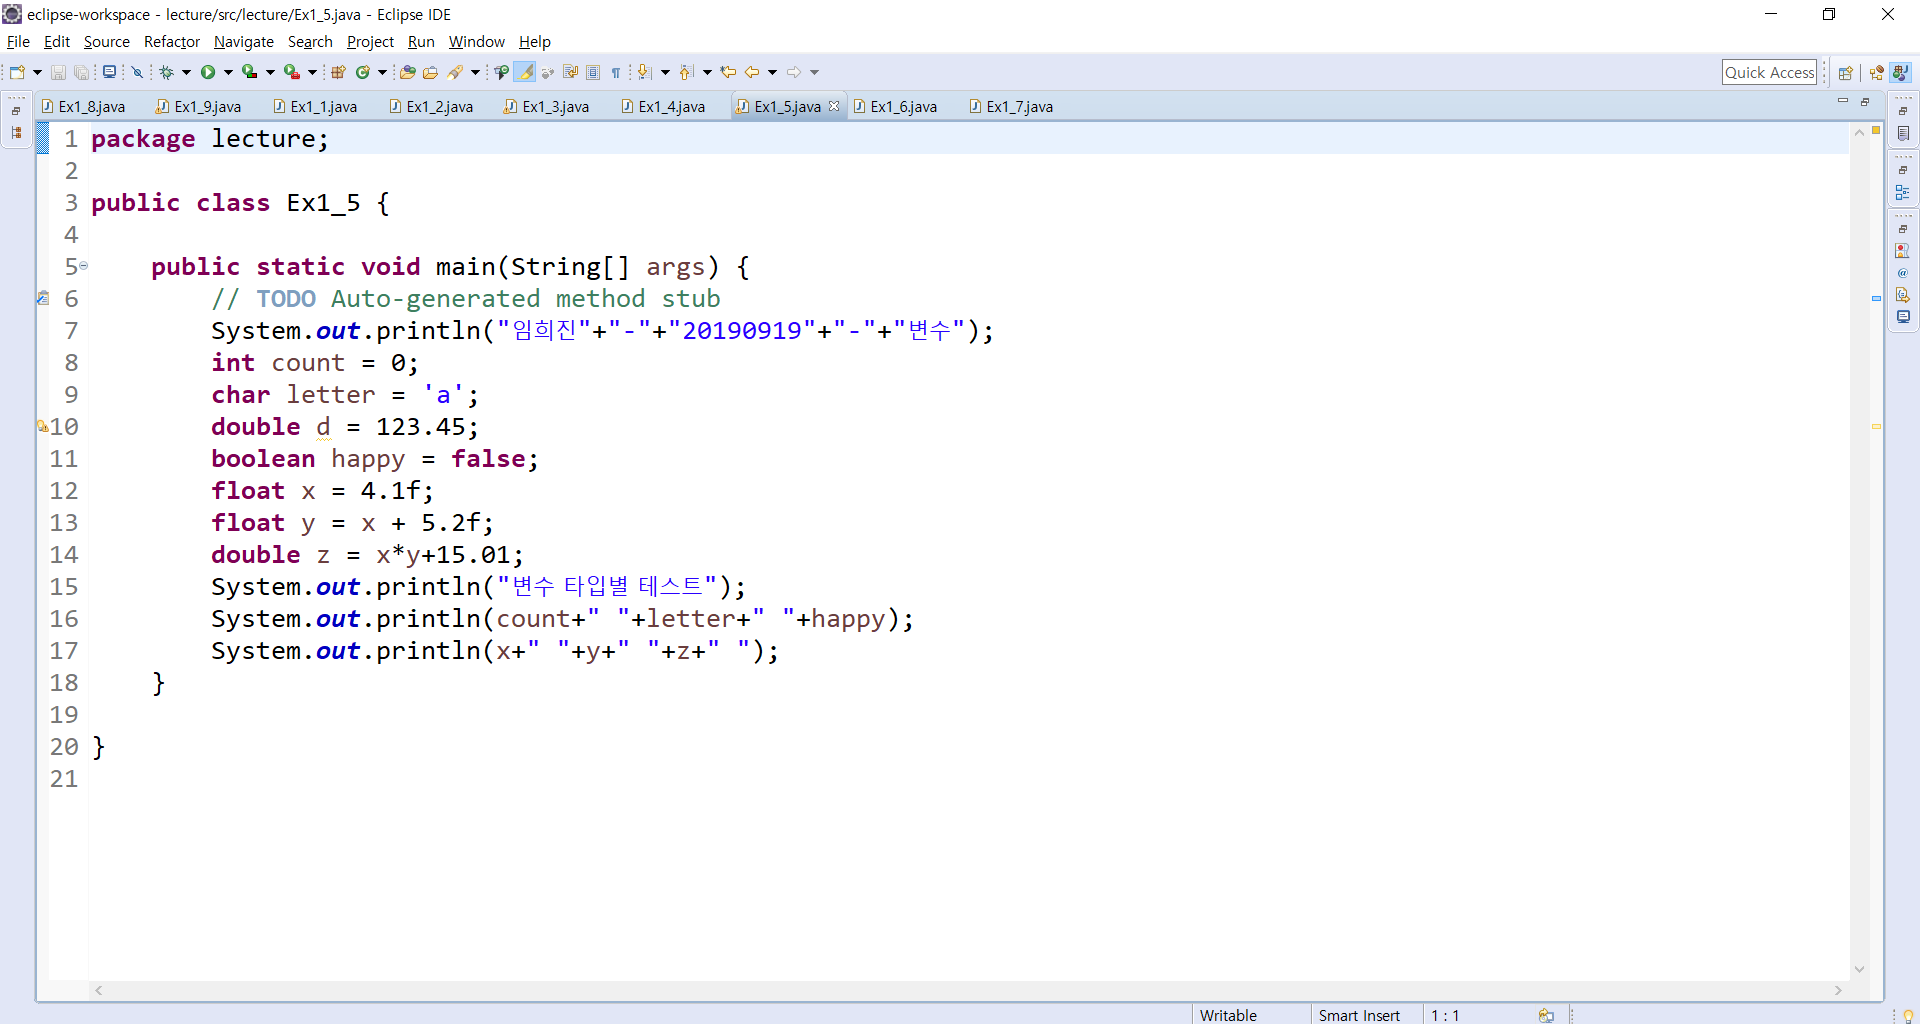 eclipse-workspace - lecture/src/lecture/Ex1_5.java - Eclipse IDE
File Edit Source Refactor Navigate Search Project Run Window Help
Quick Access
Ex1_8.java Ex1_9.java Ex1_1.java Ex1_2.java Ex1_3.java Ex1_4.java Ex1_5.java Ex1_6.java Ex1_7.java
1 package lecture;
2
3 public class Ex1_5 {
4
5     public static void main(String[] args) {
6         // TODO Auto-generated method stub
7         System.out.println("임희진"+"-"+"20190919"+"-"+"변수");
8         int count = 0;
9         char letter = 'a';
10         double d = 123.45;
11         boolean happy = false;
12         float x = 4.1f;
13         float y = x + 5.2f;
14         double z = x*y+15.01;
15         System.out.println("변수 타입별 테스트");
16         System.out.println(count+" "+letter+" "+happy);
17         System.out.println(x+" "+y+" "+z+" ");
18     }
19
20 }
21
Writable Smart Insert 1 : 1